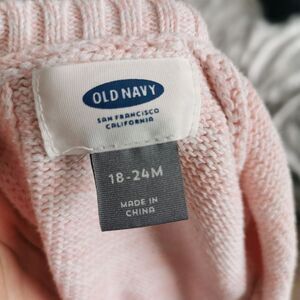 OLD NAVY
SAN FRANCISCO
CALIFORNIA
18-24M
MADE IN
CHINA